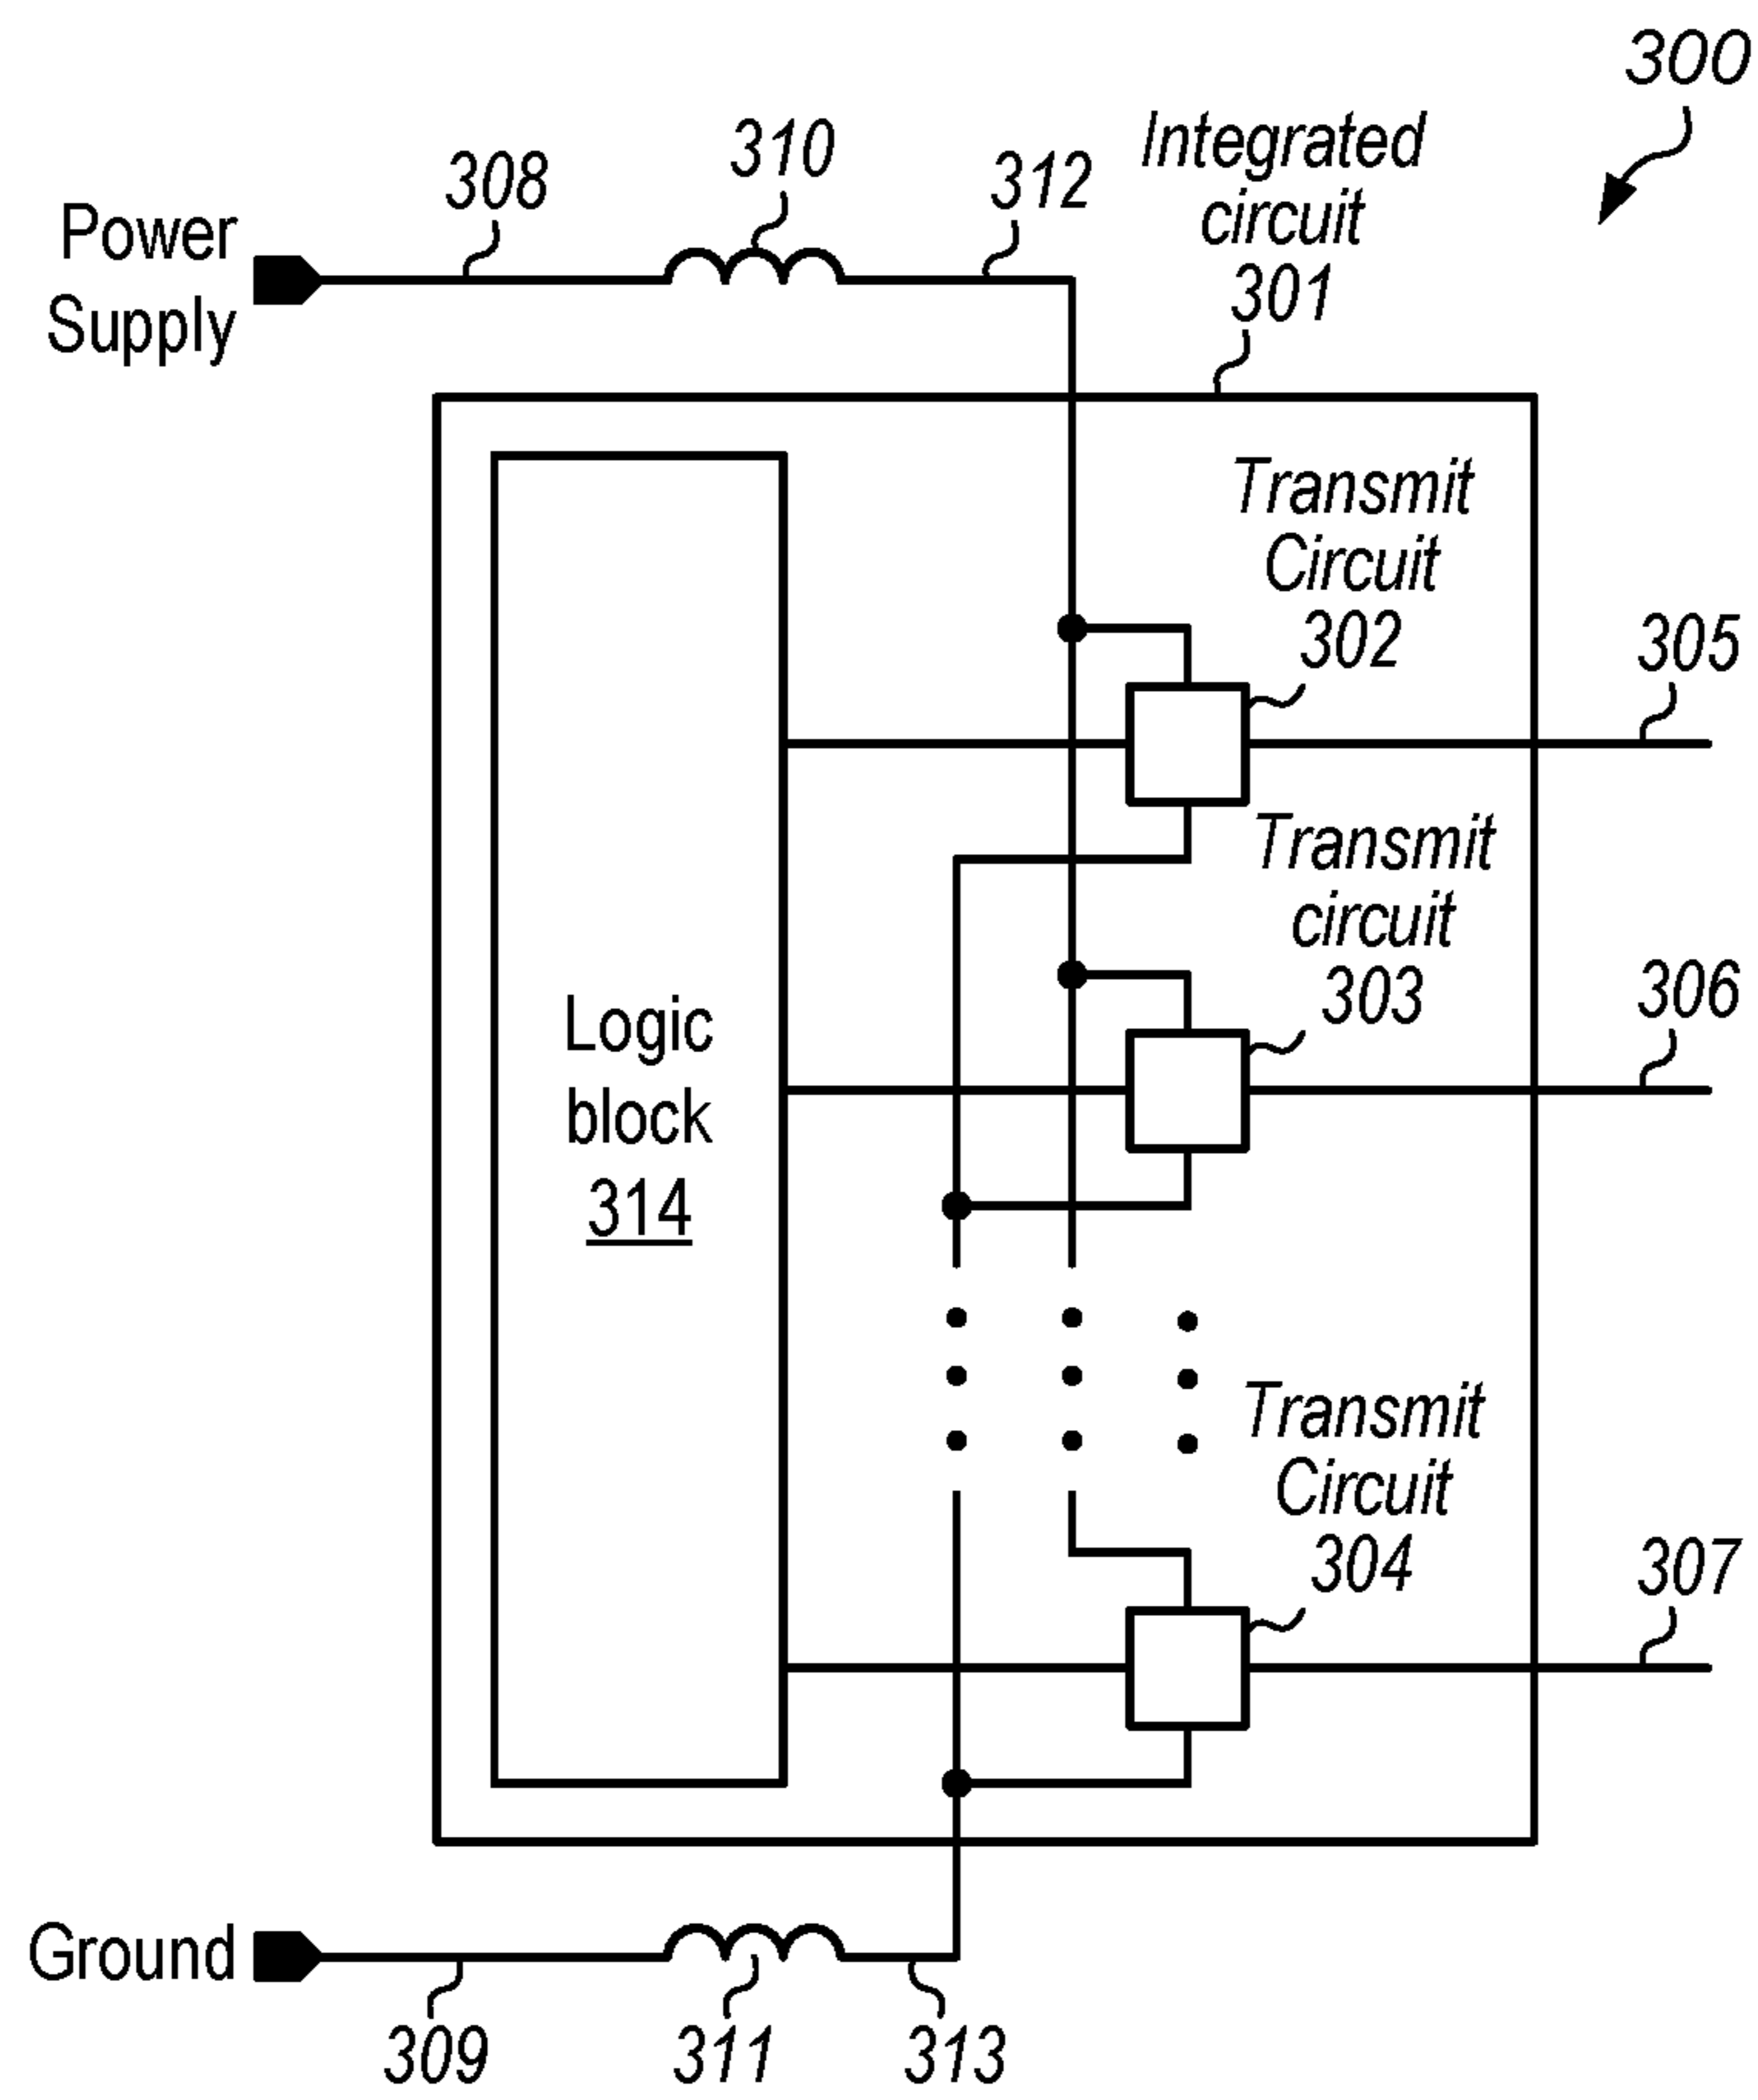 300
Integrated
circuit
301
310
308
312
Power
Supply
Transmit
Circuit
302
305
Transmit
circuit
303
306
Logic
block
314
Transmit
Circuit
304
307
Ground
309
311
313